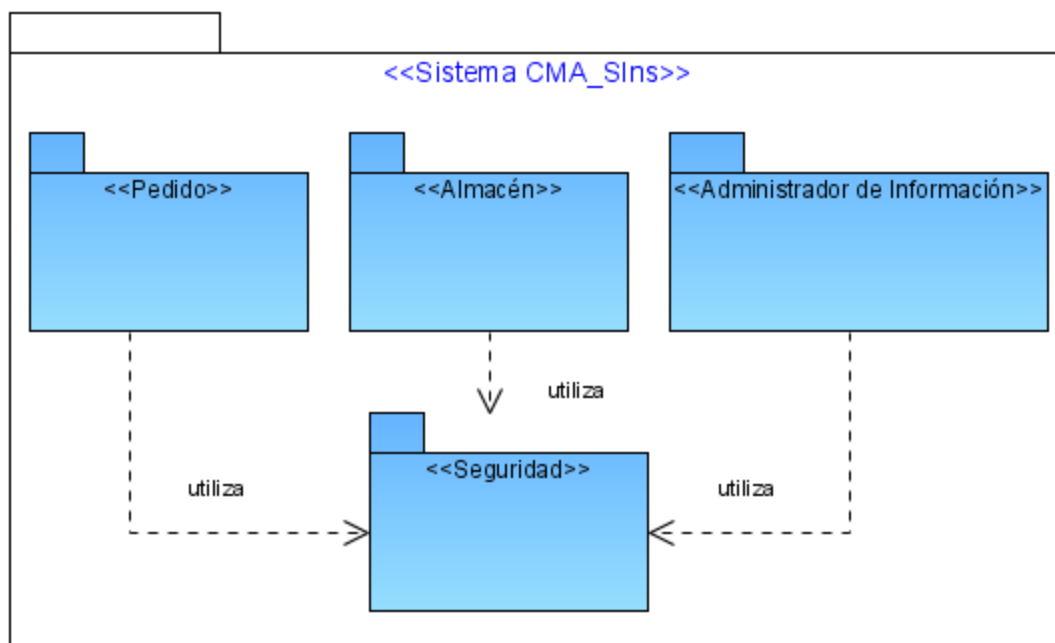 <<Sistema CMA_SIns>>
<<Pedido>>
<<Almacén>>
<<Administrador de Información>>
utiliza
<<Seguridad>>
utiliza
utiliza